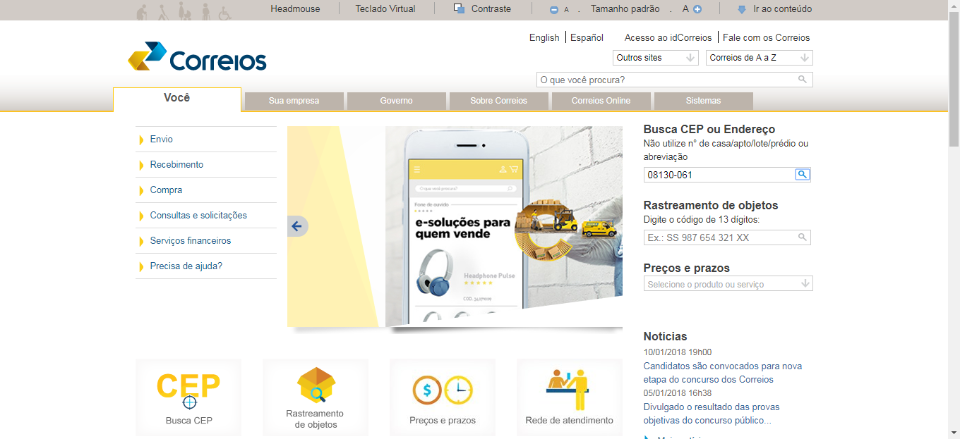 Headmouse
Teclado Virtual
Contraste
A . Tamanho padrão . A
Ir ao conteúdo
English
Español
Acesso ao idCorreios
Fale com os Correios
Correios
Outros sites
Correios de A a Z
O que você procura?
Você
Sua empresa
Governo
Sobre Correios
Correios Online
Sistemas
Envio
Recebimento
Compra
Consultas e solicitações
Serviços financeiros
Precisa de ajuda?
O que você procura?
e-soluções para
quem vende
Headphone Pulse
Busca CEP ou Endereço
Não utilize n° de casa/apto/lote/prédio ou
abreviação
08130-061
Rastreamento de objetos
Digite o código de 13 dígitos:
Ex.: SS 987 654 321 XX
Preços e prazos
Selecione o produto ou serviço
Notícias
10/01/2018 19h00
Candidatos são convocados para nova
etapa do concurso dos Correios
05/01/2018 16h38
Divulgado o resultado das provas
objetivas do concurso público...
CEP
Busca CEP
Rastreamento
de objetos
$
Preços e prazos
Rede de atendimento